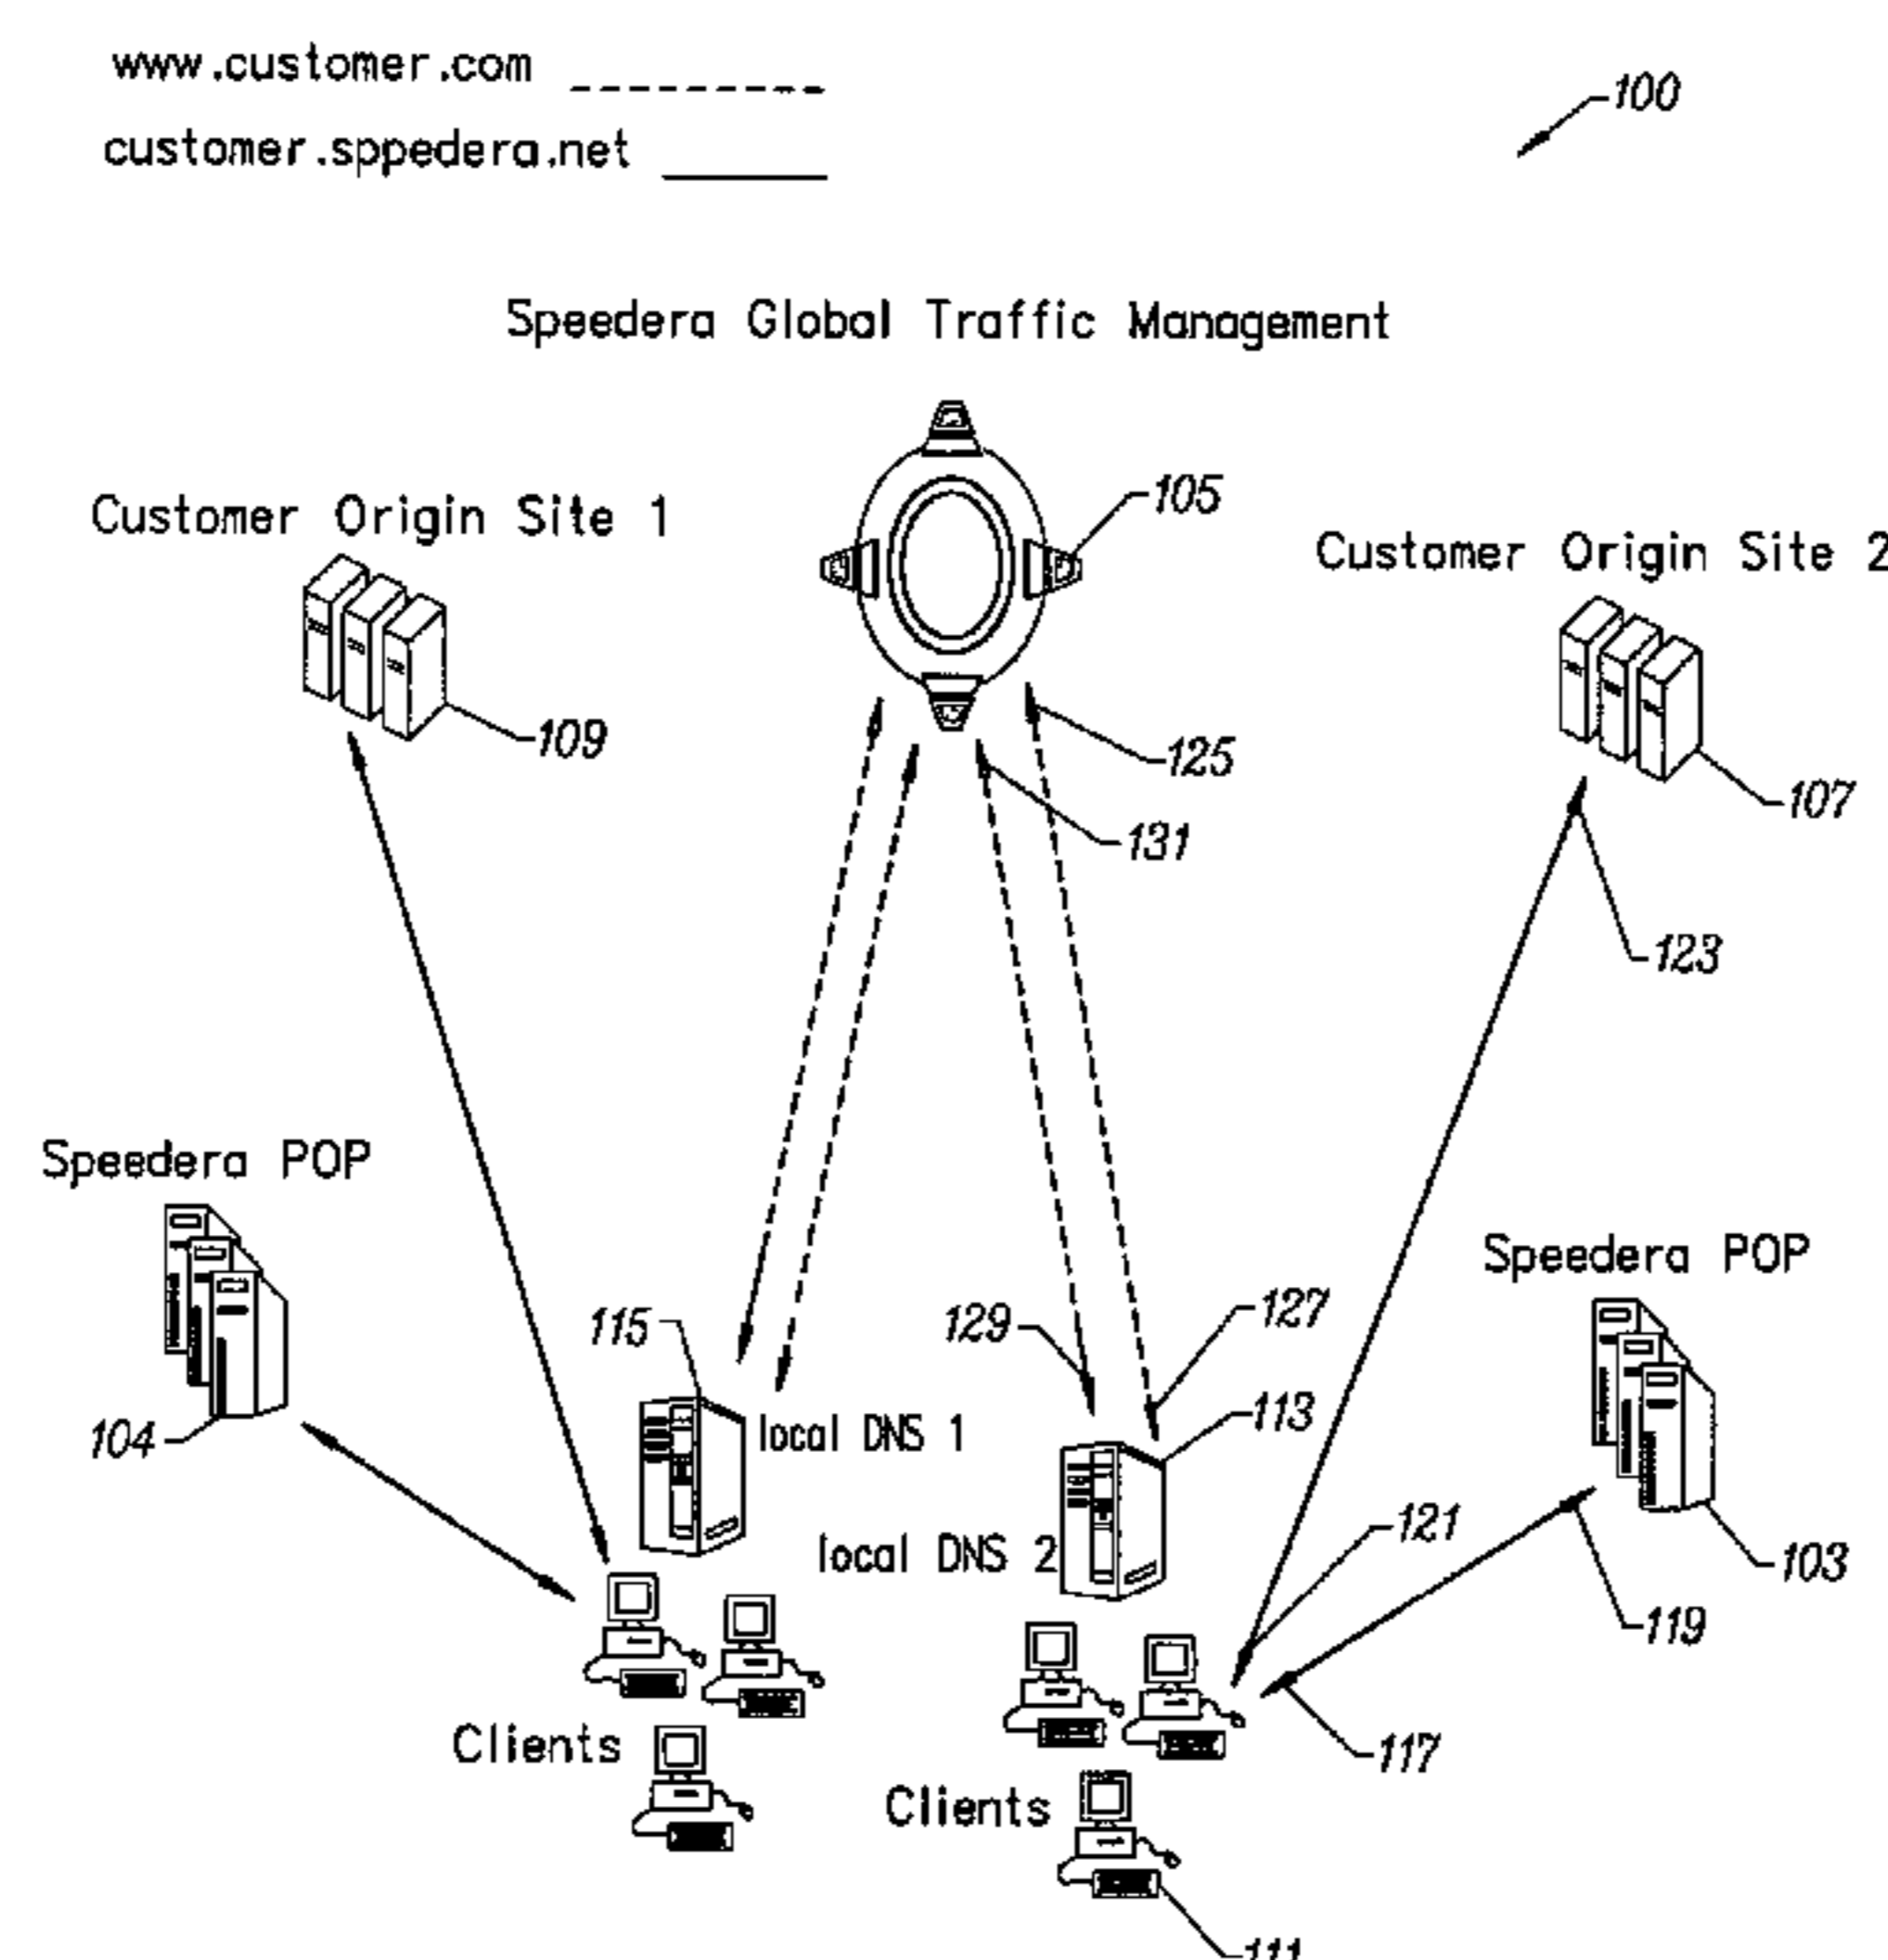 www.customer.com
customer.sppedera.net
100
Speedera Global Traffic Management
Customer Origin Site 1
105
Customer Origin Site 2
109
125
107
131
123
Speedera POP
Speedera POP
115
129
127
104
local DNS 1
113
local DNS 2
121
103
119
Clients
117
Clients
111